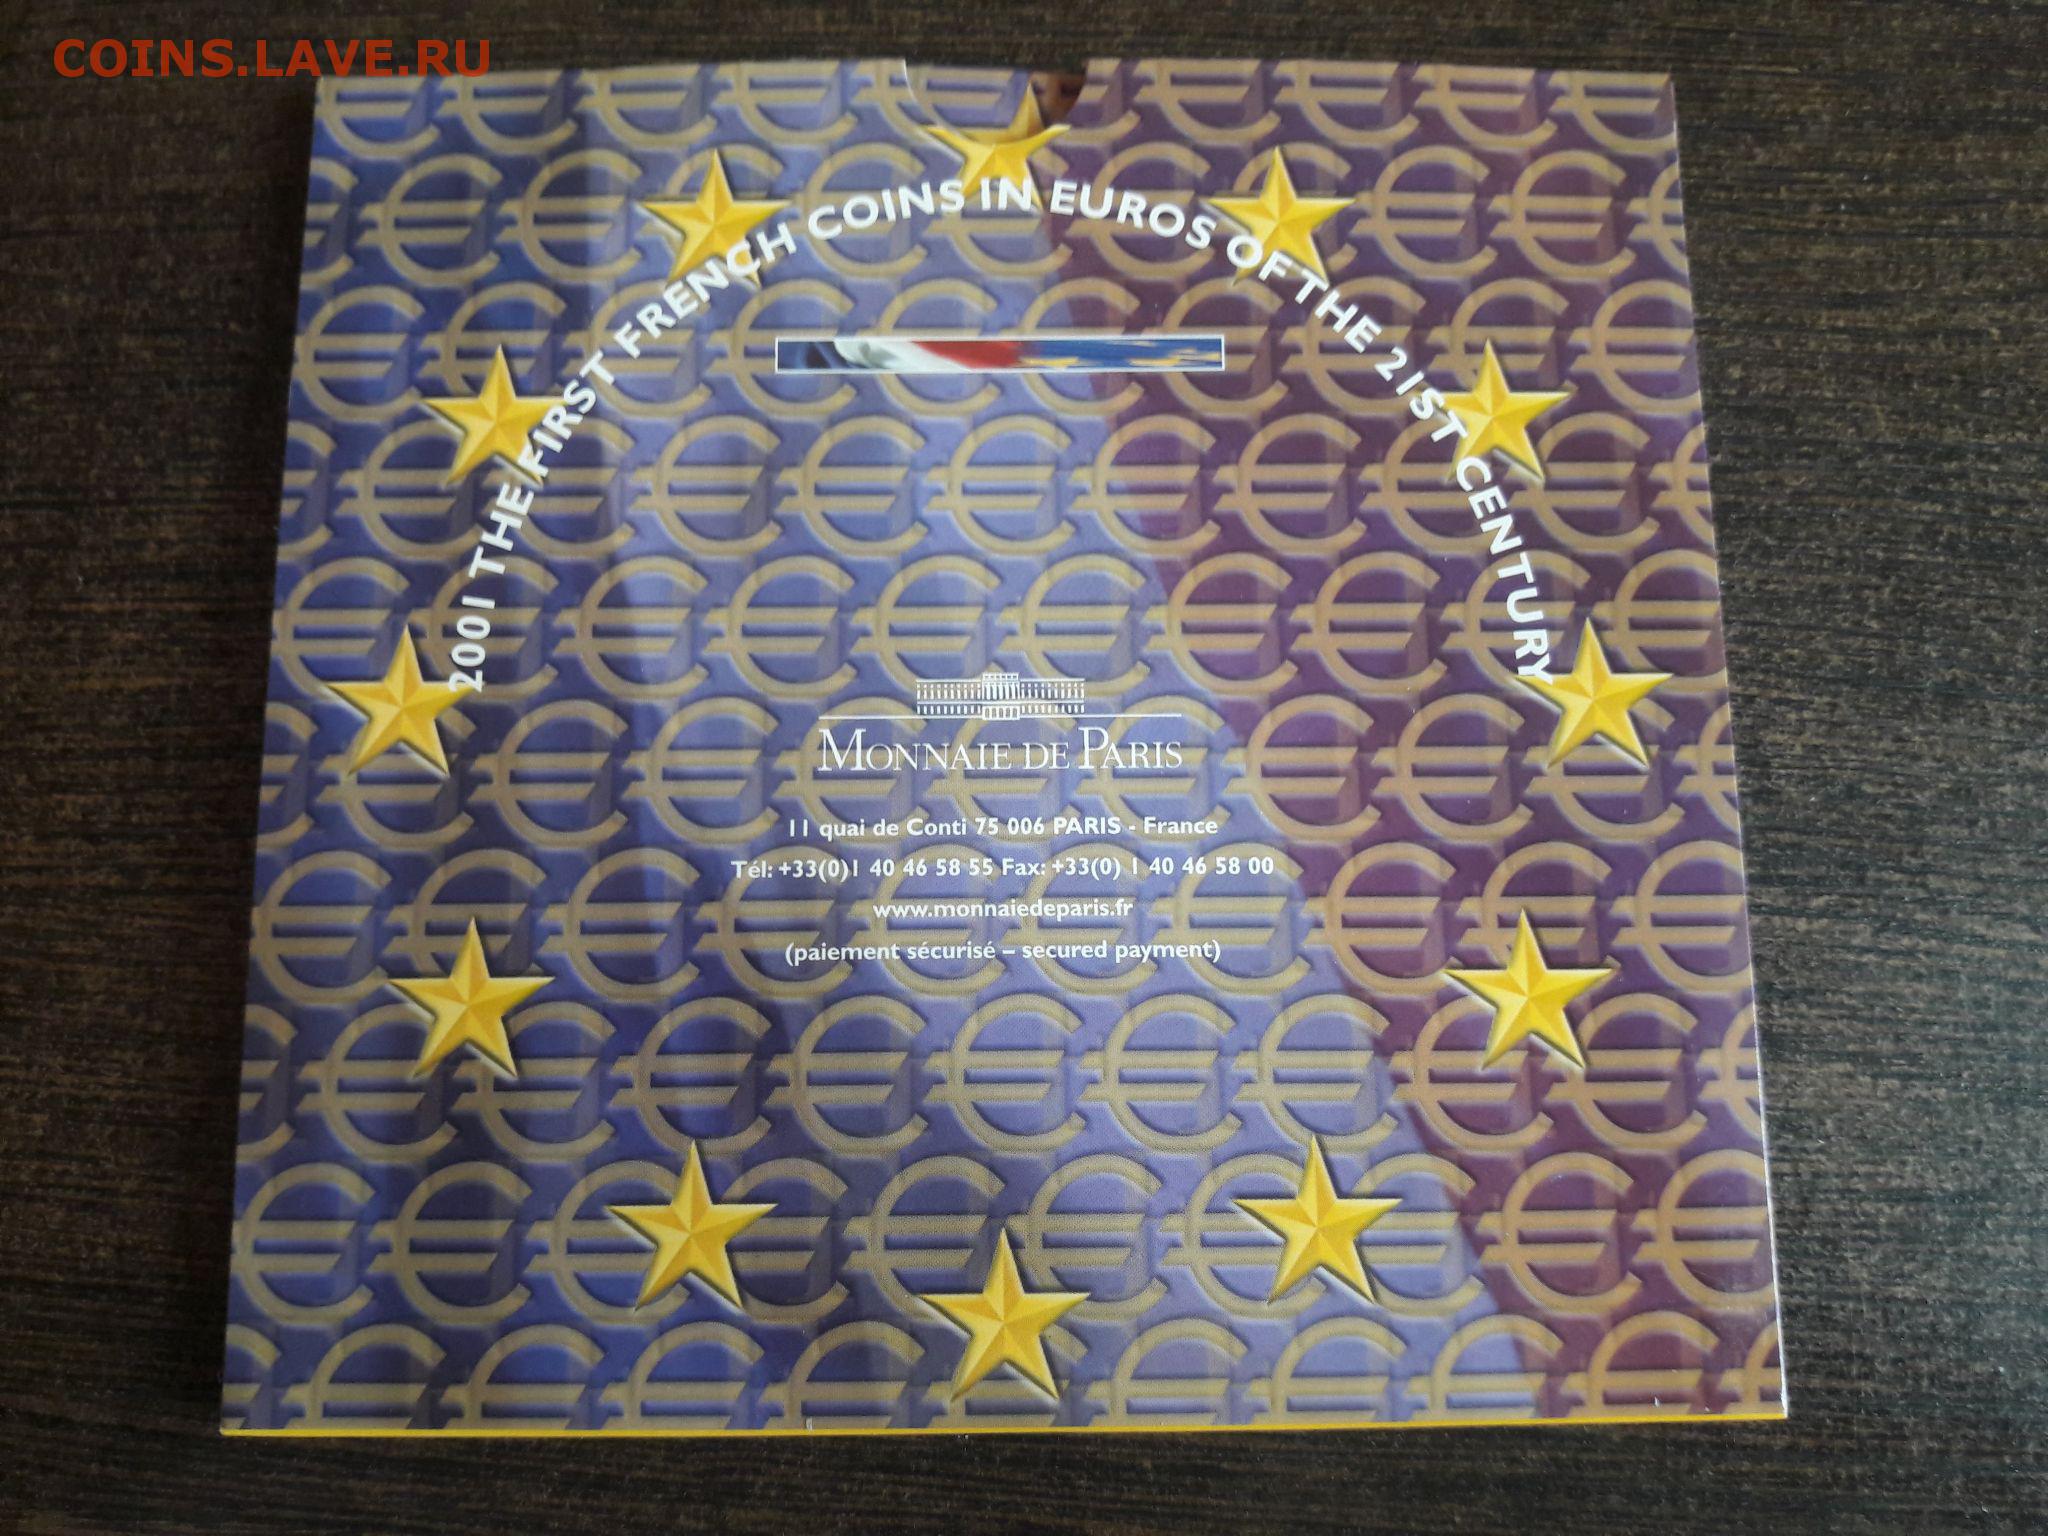 COINS.LAVE.RU
2001 THE FIRST FRENCH COINS IN EUROS OF THE 21ST CENTURY
MONNAIE DE PARIS
11 quai de Conti 75 006 PARIS - France
Tél: +33(0)1 40 46 58 55 Fax: +33(0) 1 40 46 58 00
www.monnaiedeparis.fr
(paiement sécurisé – secured payment)